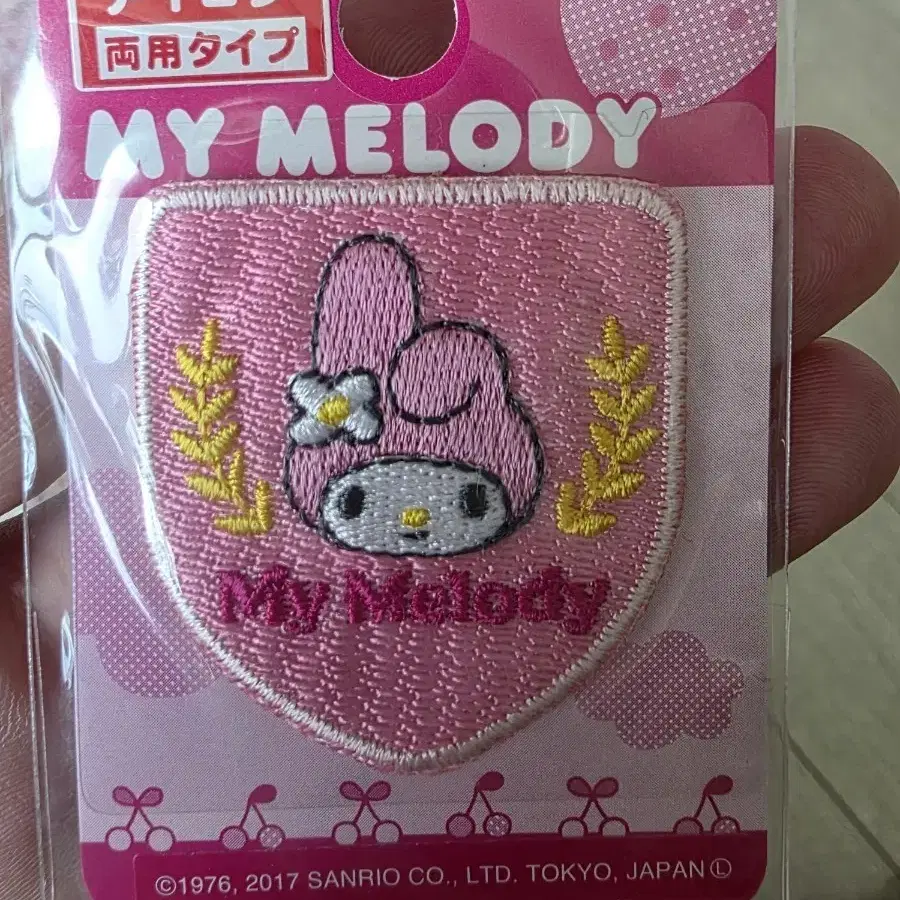 両用タイプ
MY MELODY
My Melody
©1976, 2017 SANRIO CO., LTD. TOKYO, JAPAN Ⓛ